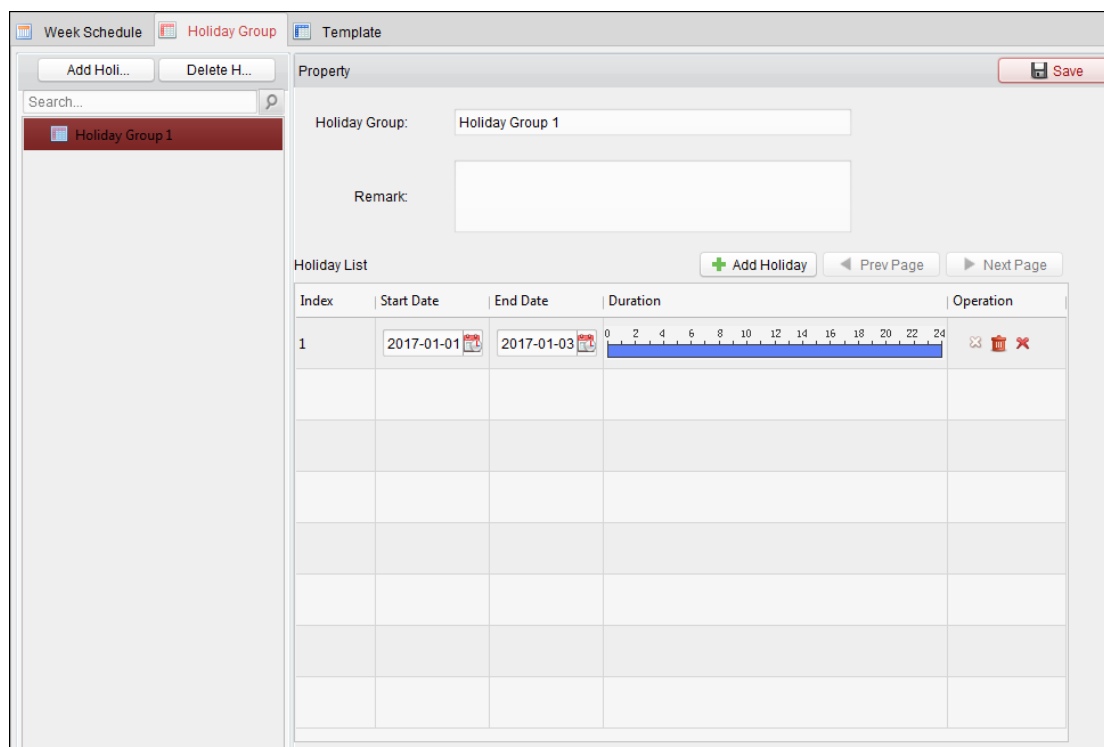 Week Schedule Holiday Group Template
Add Holi... Delete H... Property Save
Search...
Holiday Group 1
Holiday Group: Holiday Group 1
Remark:
Holiday List Add Holiday Prev Page Next Page
Index Start Date End Date Duration Operation
0 2 4 6 8 10 12 14 16 18 20 22 24
1 2017-01-01 2017-01-03